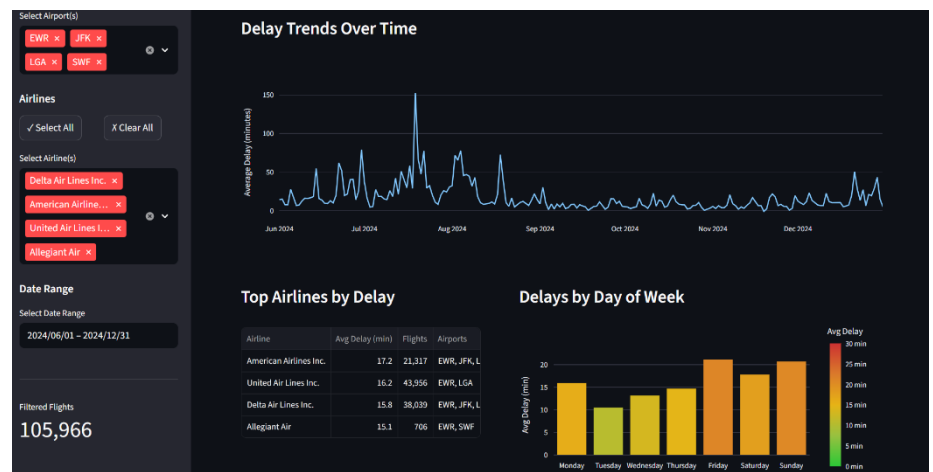 Select Airport(s)
EWR ×
JFK ×
LGA ×
SWF ×
Airlines
✓ Select All
✗ Clear All
Select Airline(s)
Delta Air Lines Inc. ×
American Airline... ×
United Air Lines I... ×
Allegiant Air ×
Date Range
Select Date Range
2024/06/01 – 2024/12/31
Filtered Flights
105,966
Delay Trends Over Time
Average Delay (minutes)
150
100
50
0
Jun 2024 Jul 2024 Aug 2024 Sep 2024 Oct 2024 Nov 2024 Dec 2024
Top Airlines by Delay
Airline Avg Delay (min) Flights Airports
American Airlines Inc. 17.2 21,317 EWR, JFK, L
United Air Lines Inc. 16.2 43,956 EWR, LGA
Delta Air Lines Inc. 15.8 38,039 EWR, JFK, L
Allegiant Air 15.1 706 EWR, SWF
Delays by Day of Week
Avg Delay (min)
20
15
10
5
0
Monday Tuesday Wednesday Thursday Friday Saturday Sunday
Avg Delay
30 min
25 min
20 min
15 min
10 min
5 min
0 min